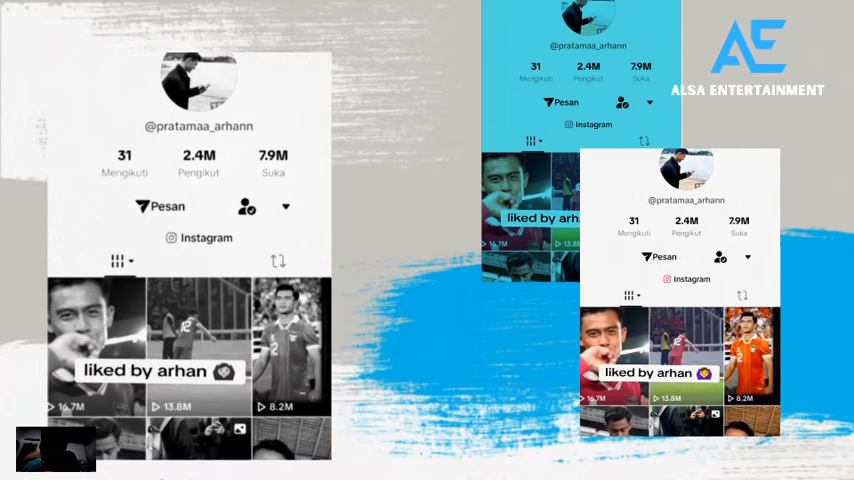 @pratamaa_arhann
31 2.4M 7.9M
Mengikuti Pengikut Suka
Pesan
Instagram
liked by arhan
16.7M 13.8M 8.2M
@pratamaa_arhann
31 2.4M 7.9M
Mengikuti Pengikut Suka
Pesan
Instagram
liked by arh
16.7M 13.8
AE
ALSA ENTERTAINMENT
@pratamaa_arhann
31 2.4M 7.9M
Mengikuti Pengikut Suka
Pesan
Instagram
liked by arhan
16.7M 13.8M 8.2M